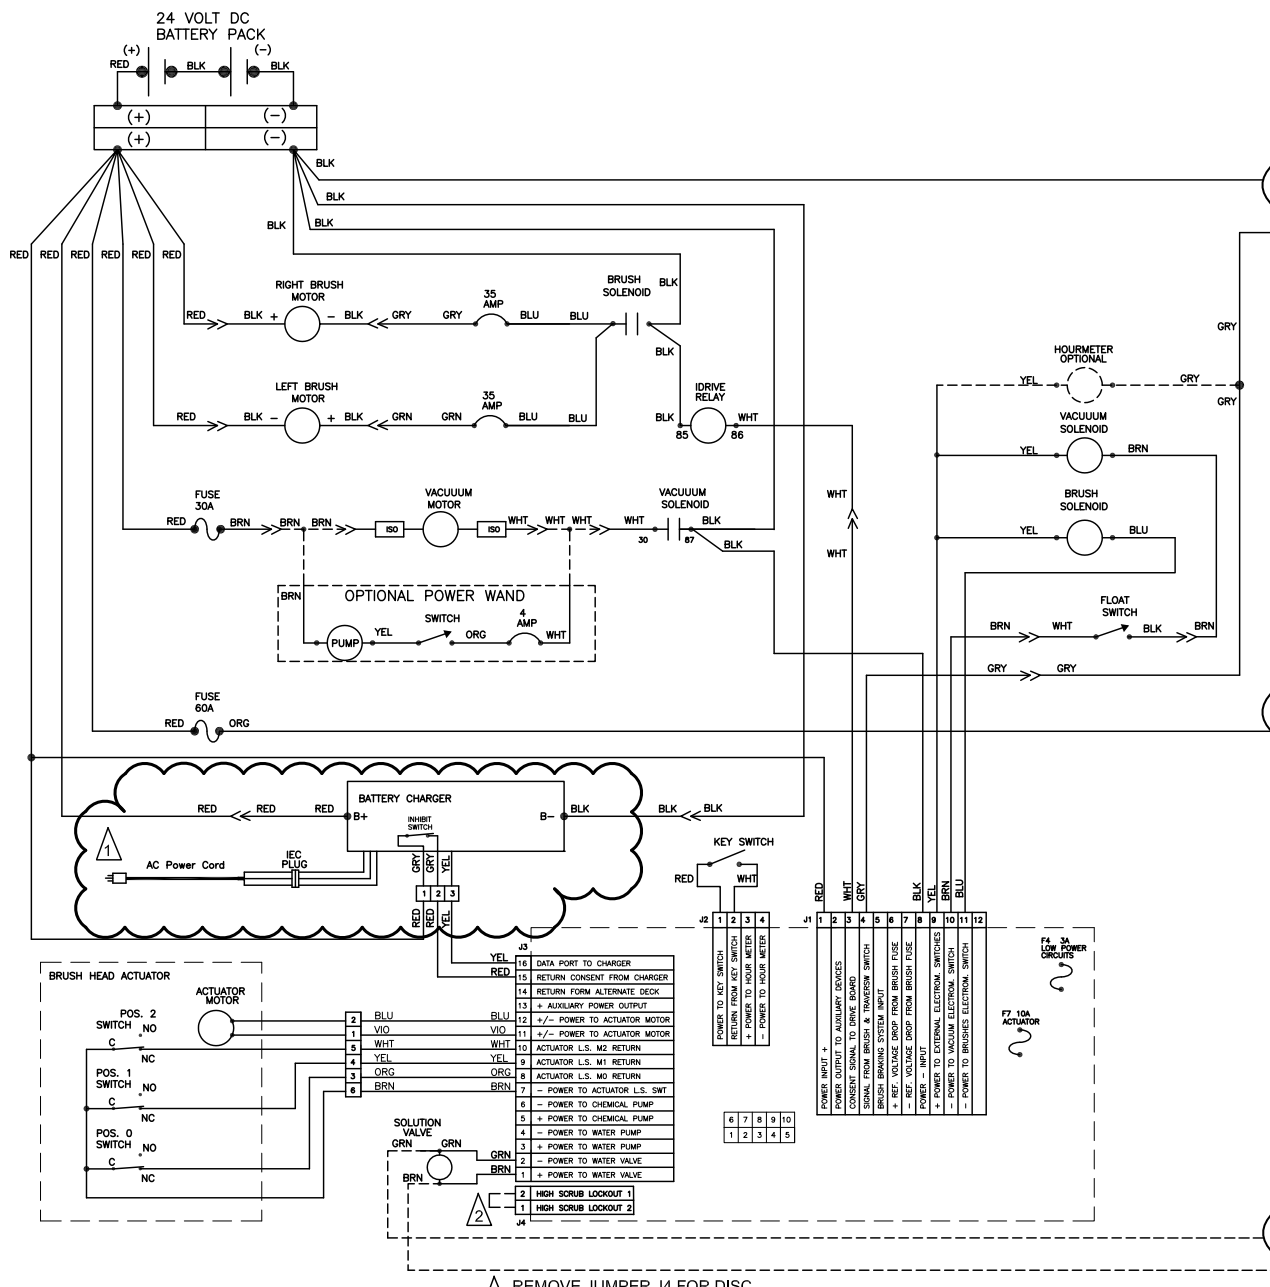 24 VOLT DC
BATTERY PACK
(+)
(-)
RED
BLK
BLK
(+)
(-)
(+)
(-)
BLK
BLK
BLK
BLK
RED
RED
RED
RED
RED
RED
RIGHT BRUSH
MOTOR
RED
BLK
+
-
BLK
GRY
GRY
35
AMP
BLU
BLU
BRUSH
SOLENOID
BLK
BLK
LEFT BRUSH
MOTOR
RED
BLK
-
+
BLK
GRN
GRN
35
AMP
BLU
BLU
IDRIVE
RELAY
BLK
85
86
WHT
WHT
WHT
GRY
HOURMETER
OPTIONAL
YEL
GRY
GRY
VACUUM
SOLENOID
YEL
BRN
BRUSH
SOLENOID
YEL
BLU
FLOAT
SWITCH
BRN
WHT
BLK
BRN
GRY
GRY
FUSE
30A
RED
BRN
BRN
BRN
VACUUUM
MOTOR
ISO
ISO
WHT
WHT
WHT
VACUUUM
SOLENOID
30
87
BLK
BLK
OPTIONAL POWER WAND
BRN
PUMP
YEL
SWITCH
ORG
4
AMP
WHT
FUSE
60A
RED
ORG
BATTERY CHARGER
RED
RED
RED
B+
B-
BLK
BLK
BLK
INHIBIT
SWITCH
1
AC Power Cord
IEC
PLUG
GRY
GRY
YEL
1 2 3
RED
RED
YEL
KEY SWITCH
RED
WHT
J2
1 2 3 4
POWER TO KEY SWITCH
RETURN FROM KEY SWITCH
+ POWER TO HOUR METER
- POWER TO HOUR METER
RED
WHT
GRY
BLK
YEL
BRN
BLU
J1
1 2 3 4 5 6 7 8 9 10 11 12
POWER INPUT +
POWER OUTPUT TO AUXILIARY DEVICES
CONSENT SIGNAL TO DRIVE BOARD
SIGNAL FROM BRUSH & TRAVERSW SWITCH
BRUSH BRAKING SYSTEM INPUT
+ REF. VOLTAGE DROP FROM BRUSH FUSE
- REF. VOLTAGE DROP FROM BRUSH FUSE
POWER - INPUT
+ POWER TO EXTERNAL ELECTROM. SWITCHES
- POWER TO VACUUM ELECTROM. SWITCH
- POWER TO BRUSHES ELECTROM. SWITCH
F4 3A
LOW POWER
CIRCUITS
F7 10A
ACTUATOR
6 7 8 9 10
1 2 3 4 5
J3
YEL 16 DATA PORT TO CHARGER
RED 15 RETURN CONSENT FROM CHARGER
14 RETURN FORM ALTERNATE DECK
13 + AUXILIARY POWER OUTPUT
2 BLU BLU 12 +/- POWER TO ACTUATOR MOTOR
1 VIO VIO 11 +/- POWER TO ACTUATOR MOTOR
5 WHT WHT 10 ACTUATOR L.S. M2 RETURN
4 YEL YEL 9 ACTUATOR L.S. M1 RETURN
3 ORG ORG 8 ACTUATOR L.S. M0 RETURN
6 BRN BRN 7 - POWER TO ACTUATOR L.S. SWT
6 - POWER TO CHEMICAL PUMP
5 + POWER TO CHEMICAL PUMP
4 - POWER TO WATER PUMP
3 + POWER TO WATER PUMP
GRN 2 - POWER TO WATER VALVE
BRN 1 + POWER TO WATER VALVE
2 HIGH SCRUB LOCKOUT 1
1 HIGH SCRUB LOCKOUT 2
J4
2
SOLUTION
VALVE
GRN
GRN
BRN
BRUSH HEAD ACTUATOR
ACTUATOR
MOTOR
POS. 2
SWITCH
NO
C
NC
POS. 1
SWITCH
NO
NC
POS. 0
SWITCH
NO
C
NC
REMOVE JUMPER J4 FOR DISC